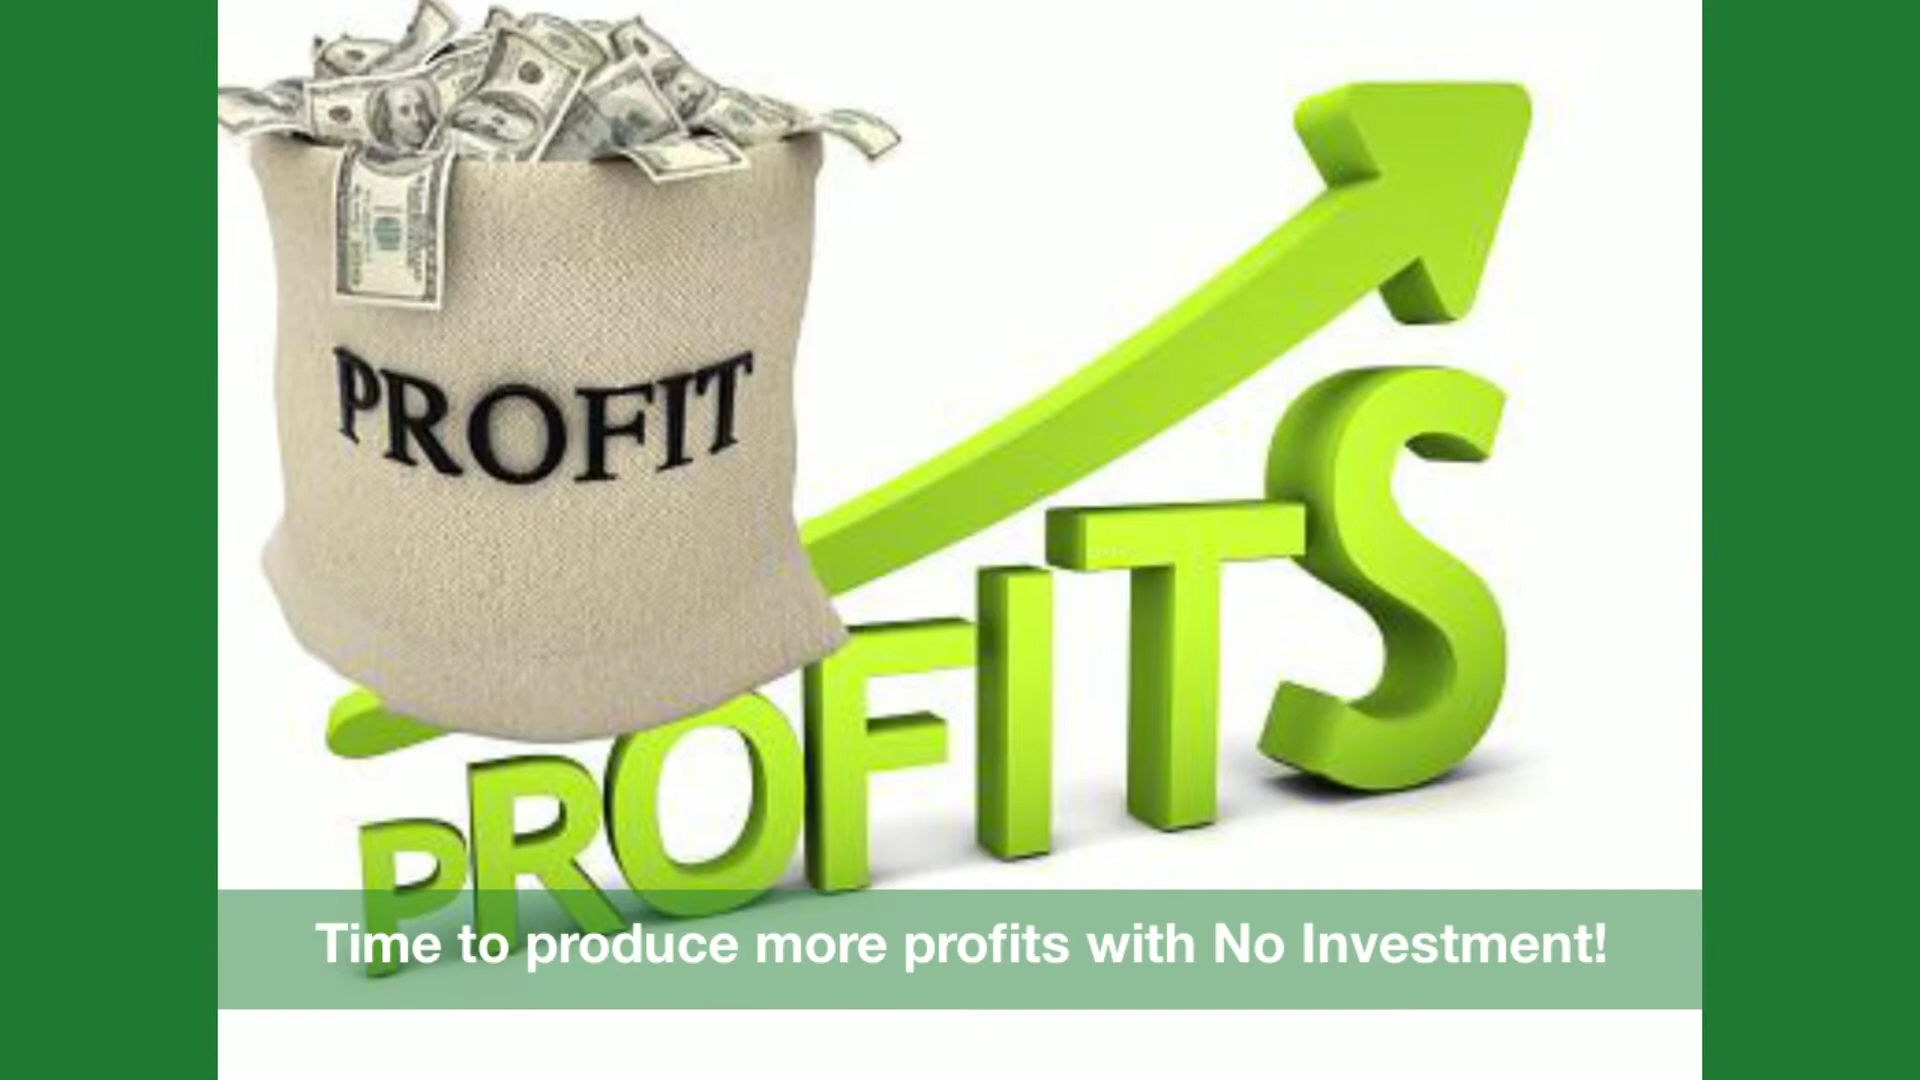 PROFIT
PROFITS
Time to produce more profits with No Investment!